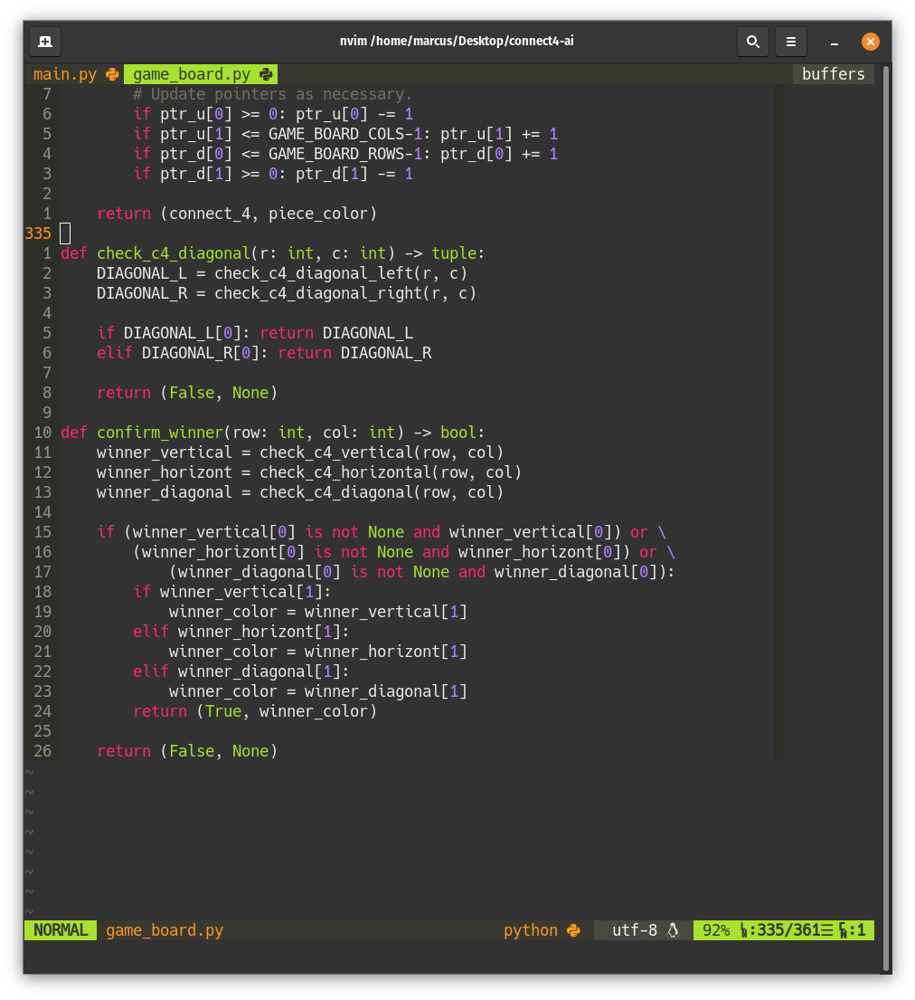 nvim /home/marcus/Desktop/connect4-ai
main.py game_board.py buffers
7         # Update pointers as necessary.
6         if ptr_u[0] >= 0: ptr_u[0] -= 1
5         if ptr_u[1] <= GAME_BOARD_COLS-1: ptr_u[1] += 1
4         if ptr_d[0] <= GAME_BOARD_ROWS-1: ptr_d[0] += 1
3         if ptr_d[1] >= 0: ptr_d[1] -= 1
2
1     return (connect_4, piece_color)
335
1 def check_c4_diagonal(r: int, c: int) -> tuple:
2     DIAGONAL_L = check_c4_diagonal_left(r, c)
3     DIAGONAL_R = check_c4_diagonal_right(r, c)
4
5     if DIAGONAL_L[0]: return DIAGONAL_L
6     elif DIAGONAL_R[0]: return DIAGONAL_R
7
8     return (False, None)
9
10 def confirm_winner(row: int, col: int) -> bool:
11     winner_vertical = check_c4_vertical(row, col)
12     winner_horizont = check_c4_horizontal(row, col)
13     winner_diagonal = check_c4_diagonal(row, col)
14
15     if (winner_vertical[0] is not None and winner_vertical[0]) or \
16         (winner_horizont[0] is not None and winner_horizont[0]) or \
17             (winner_diagonal[0] is not None and winner_diagonal[0]):
18         if winner_vertical[1]:
19             winner_color = winner_vertical[1]
20         elif winner_horizont[1]:
21             winner_color = winner_horizont[1]
22         elif winner_diagonal[1]:
23             winner_color = winner_diagonal[1]
24         return (True, winner_color)
25
26     return (False, None)
~
~
~
~
~
~
~
~
NORMAL game_board.py python utf-8 92% ␤:335/361☰ ℅:1